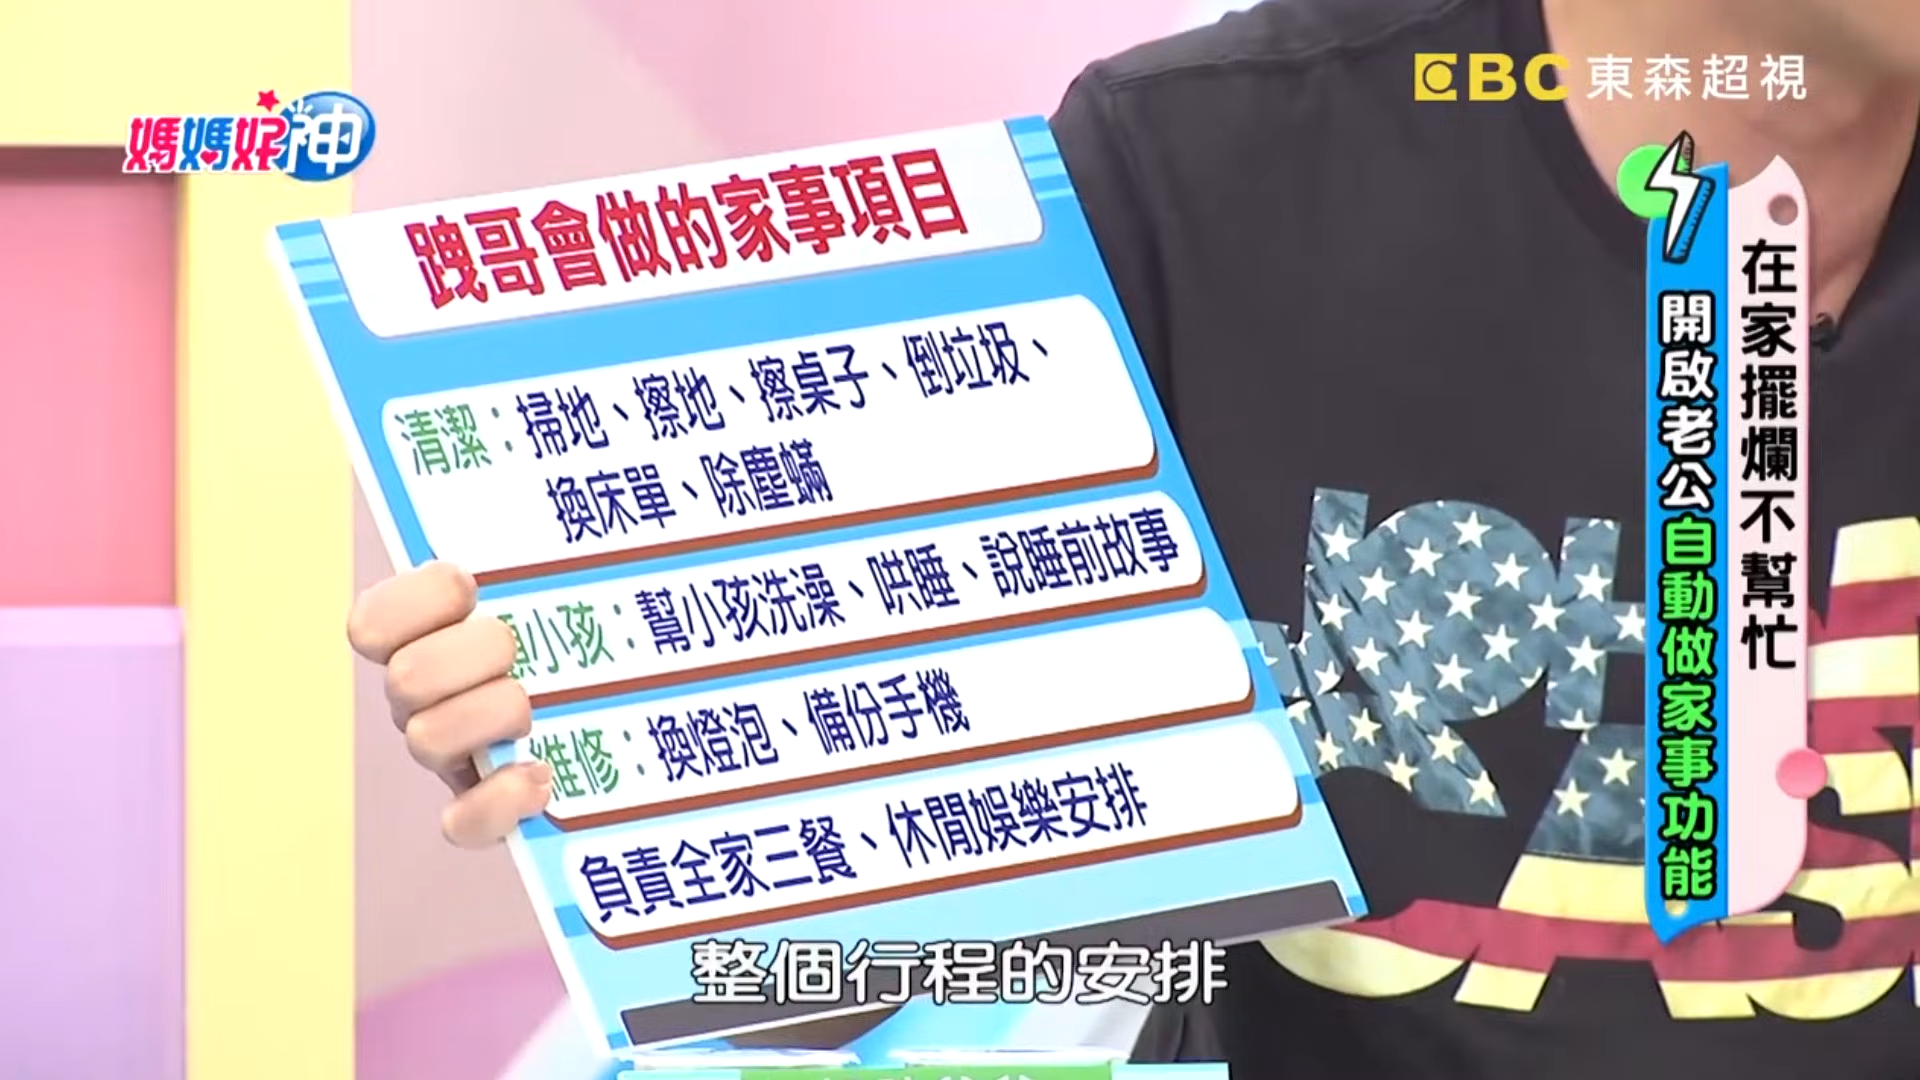 媽媽好神
EBC 東森超視
跩哥會做的家事項目
清潔：掃地、擦地、擦桌子、倒垃圾、
換床單、除塵蟎
顧小孩：幫小孩洗澡、哄睡、說睡前故事
維修：換燈泡、備份手機
負責全家三餐、休閒娛樂安排
在家擺爛不幫忙
開啟老公自動做家事功能
整個行程的安排